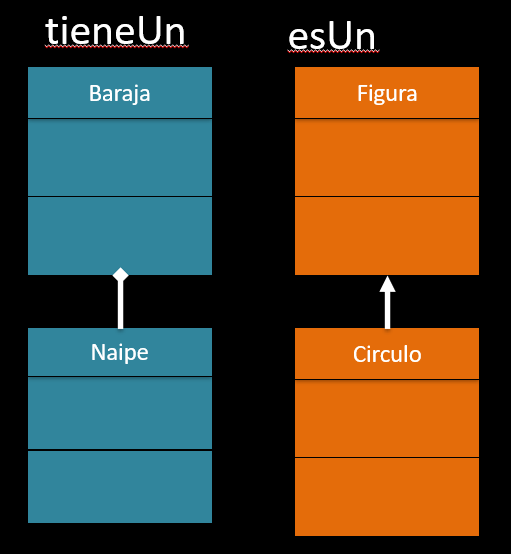 tieneUn
esUn
Baraja
Figura
Naipe
Circulo